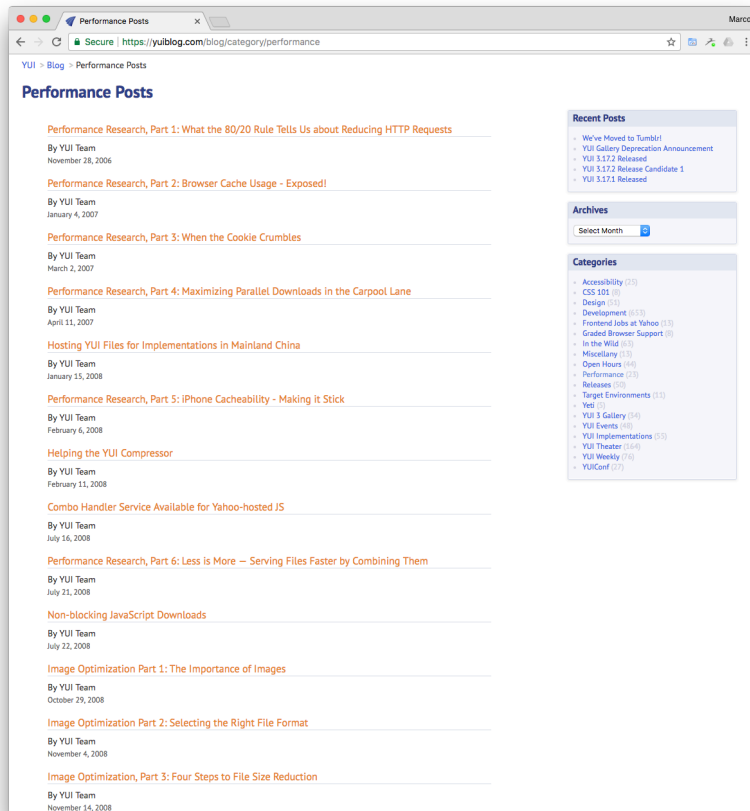 Performance Posts
Marco
Secure | https://yuiblog.com/blog/category/performance
YUI > Blog > Performance Posts
Performance Posts
Performance Research, Part 1: What the 80/20 Rule Tells Us about Reducing HTTP Requests
By YUI Team
November 28, 2006
Performance Research, Part 2: Browser Cache Usage - Exposed!
By YUI Team
January 4, 2007
Performance Research, Part 3: When the Cookie Crumbles
By YUI Team
March 2, 2007
Performance Research, Part 4: Maximizing Parallel Downloads in the Carpool Lane
By YUI Team
April 11, 2007
Hosting YUI Files for Implementations in Mainland China
By YUI Team
January 15, 2008
Performance Research, Part 5: iPhone Cacheability - Making it Stick
By YUI Team
February 6, 2008
Helping the YUI Compressor
By YUI Team
February 11, 2008
Combo Handler Service Available for Yahoo-hosted JS
By YUI Team
July 16, 2008
Performance Research, Part 6: Less is More — Serving Files Faster by Combining Them
By YUI Team
July 21, 2008
Non-blocking JavaScript Downloads
By YUI Team
July 22, 2008
Image Optimization Part 1: The Importance of Images
By YUI Team
October 29, 2008
Image Optimization Part 2: Selecting the Right File Format
By YUI Team
November 4, 2008
Image Optimization, Part 3: Four Steps to File Size Reduction
By YUI Team
November 14, 2008
Recent Posts
We've Moved to Tumblr!
YUI Gallery Deprecation Announcement
YUI 3.17.2 Released
YUI 3.17.2 Release Candidate 1
YUI 3.17.1 Released
Archives
Select Month
Categories
Accessibility (25)
CSS 101 (8)
Design (51)
Development (653)
Frontend Jobs at Yahoo (13)
Graded Browser Support (8)
In the Wild (63)
Miscellany (13)
Open Hours (44)
Performance (23)
Releases (50)
Target Environments (13)
Yeti
YUI 3 Gallery (34)
YUI Events (48)
YUI Implementations (55)
YUI Theater (164)
YUI Weekly (76)
YUIConf (27)